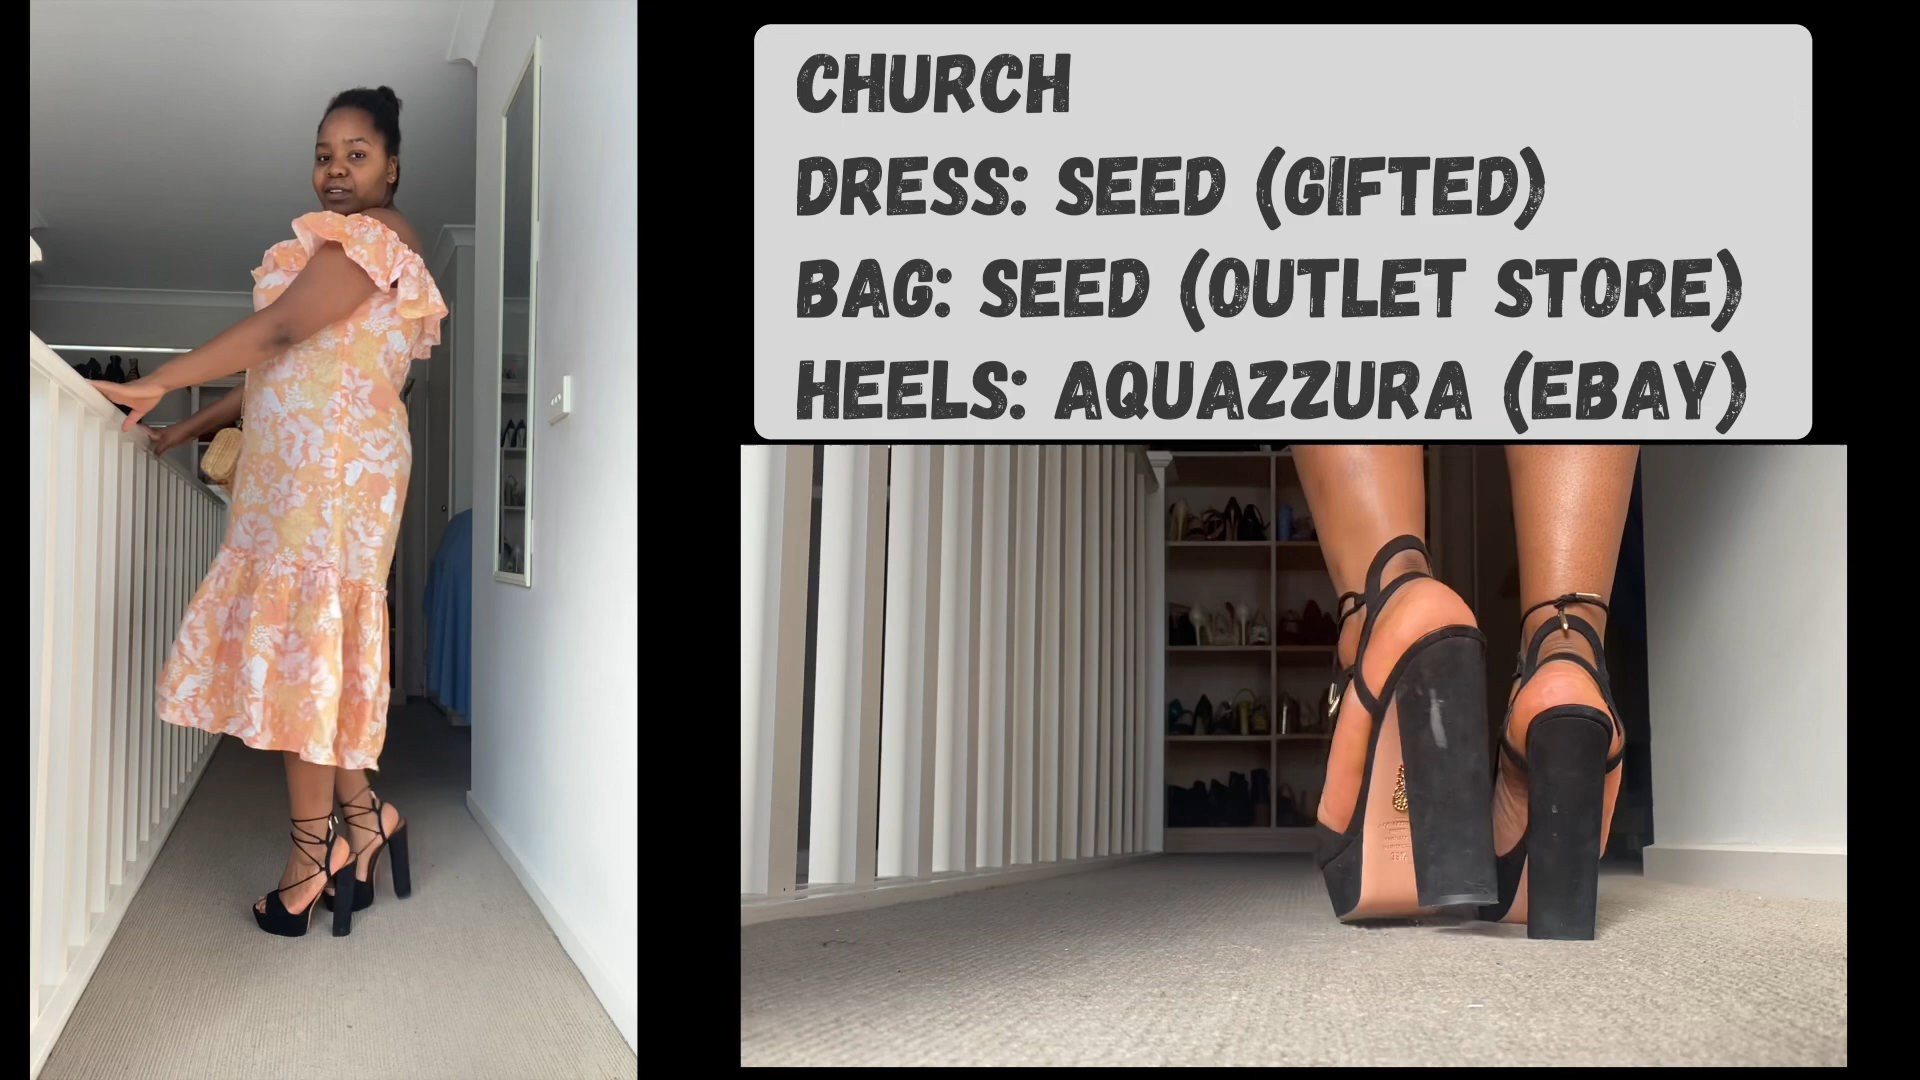 CHURCH
DRESS: SEED (GIFTED)
BAG: SEED (OUTLET STORE)
HEELS: AQUAZZURA (EBAY)